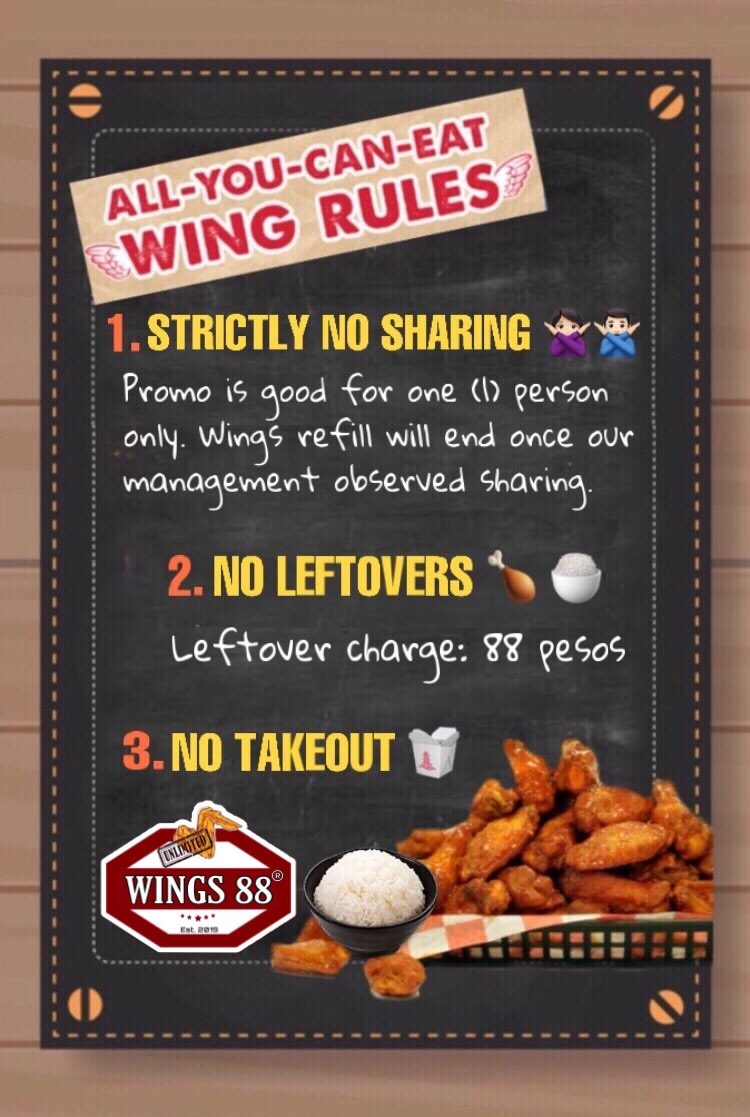 ALL-YOU-CAN-EAT
WING RULES
1. STRICTLY NO SHARING
Promo is good for one (1) person
only. Wings refill will end once our
management observed sharing.
2. NO LEFTOVERS
Leftover charge: 88 pesos
3. NO TAKEOUT
UNLIMITED
WINGS 88®
Est. 2019